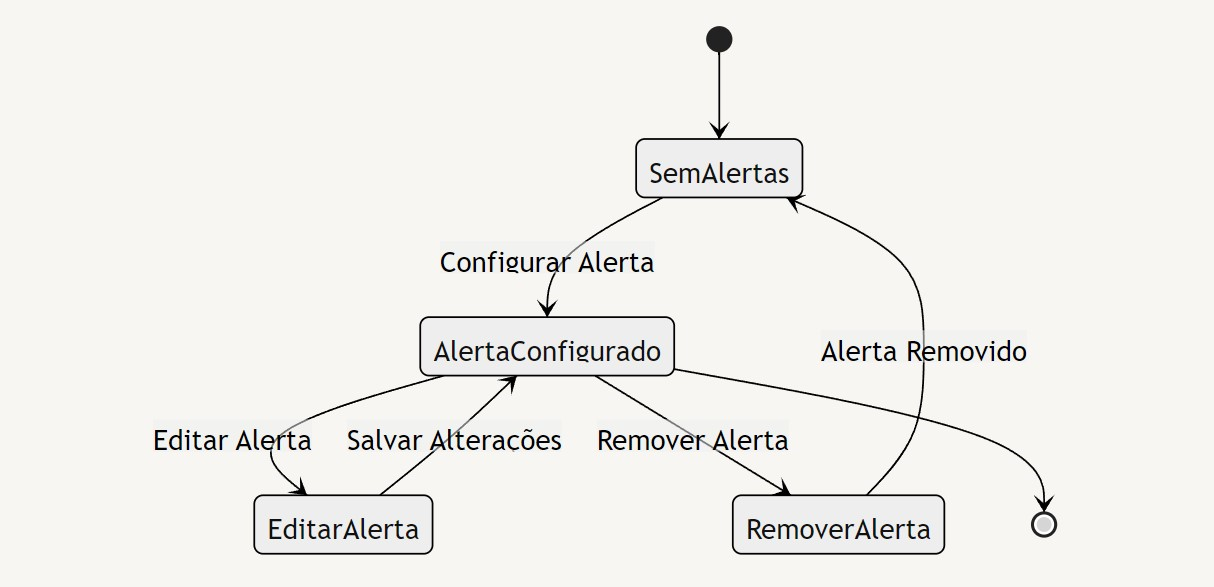 SemAlertas
Configurar Alerta
AlertaConfigurado
Alerta Removido
Editar Alerta
Salvar Alterações
Remover Alerta
EditarAlerta
RemoverAlerta